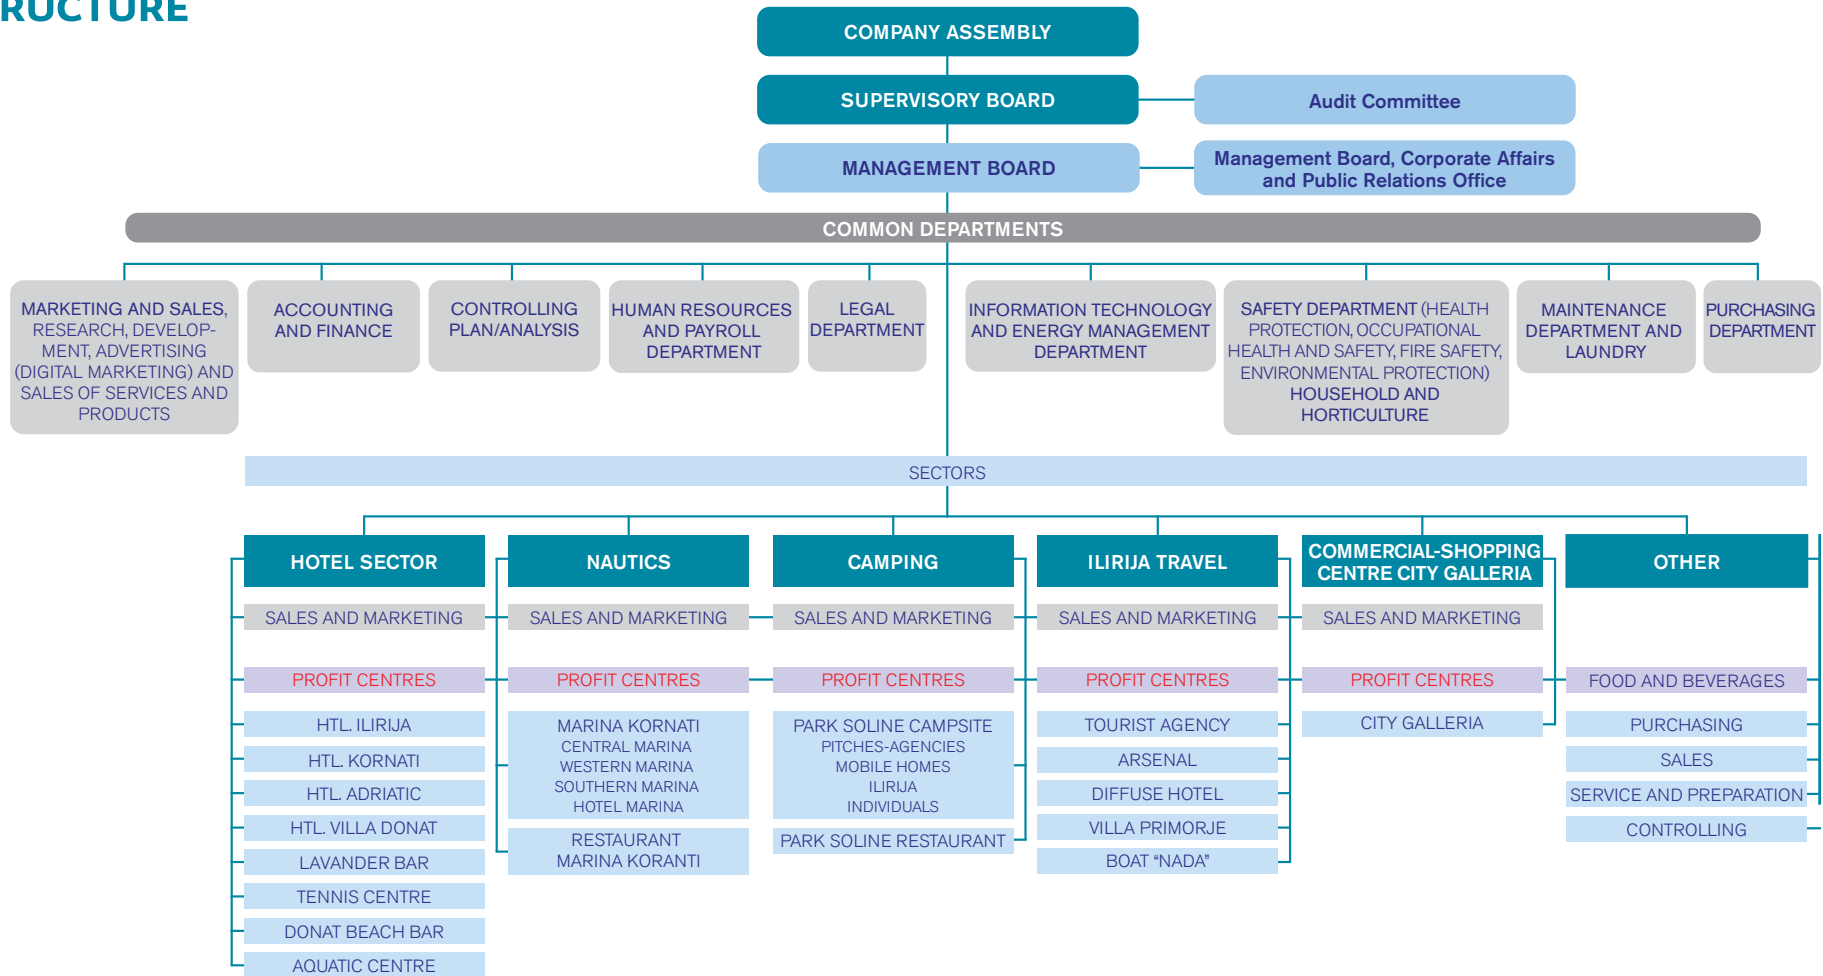 RUCTURE
COMPANY ASSEMBLY
SUPERVISORY BOARD
Audit Committee
MANAGEMENT BOARD
Management Board, Corporate Affairs
and Public Relations Office
COMMON DEPARTMENTS
MARKETING AND SALES,
RESEARCH, DEVELOP-
MENT, ADVERTISING
(DIGITAL MARKETING) AND
SALES OF SERVICES AND
PRODUCTS
ACCOUNTING
AND FINANCE
CONTROLLING
PLAN/ANALYSIS
HUMAN RESOURCES
AND PAYROLL
DEPARTMENT
LEGAL
DEPARTMENT
INFORMATION TECHNOLOGY
AND ENERGY MANAGEMENT
DEPARTMENT
SAFETY DEPARTMENT (HEALTH
PROTECTION, OCCUPATIONAL
HEALTH AND SAFETY, FIRE SAFETY,
ENVIRONMENTAL PROTECTION)
HOUSEHOLD AND
HORTICULTURE
MAINTENANCE
DEPARTMENT AND
LAUNDRY
PURCHASING
DEPARTMENT
SECTORS
HOTEL SECTOR
SALES AND MARKETING
PROFIT CENTRES
HTL. ILIRIJA
HTL. KORNATI
HTL. ADRIATIC
HTL. VILLA DONAT
LAVANDER BAR
TENNIS CENTRE
DONAT BEACH BAR
AQUATIC CENTRE
NAUTICS
SALES AND MARKETING
PROFIT CENTRES
MARINA KORNATI
CENTRAL MARINA
WESTERN MARINA
SOUTHERN MARINA
HOTEL MARINA
RESTAURANT
MARINA KORANTI
CAMPING
SALES AND MARKETING
PROFIT CENTRES
PARK SOLINE CAMPSITE
PITCHES-AGENCIES
MOBILE HOMES
ILIRIJA
INDIVIDUALS
PARK SOLINE RESTAURANT
ILIRIJA TRAVEL
SALES AND MARKETING
PROFIT CENTRES
TOURIST AGENCY
ARSENAL
DIFFUSE HOTEL
VILLA PRIMORJE
BOAT “NADA”
COMMERCIAL-SHOPPING
CENTRE CITY GALLERIA
SALES AND MARKETING
PROFIT CENTRES
CITY GALLERIA
OTHER
FOOD AND BEVERAGES
PURCHASING
SALES
SERVICE AND PREPARATION
CONTROLLING